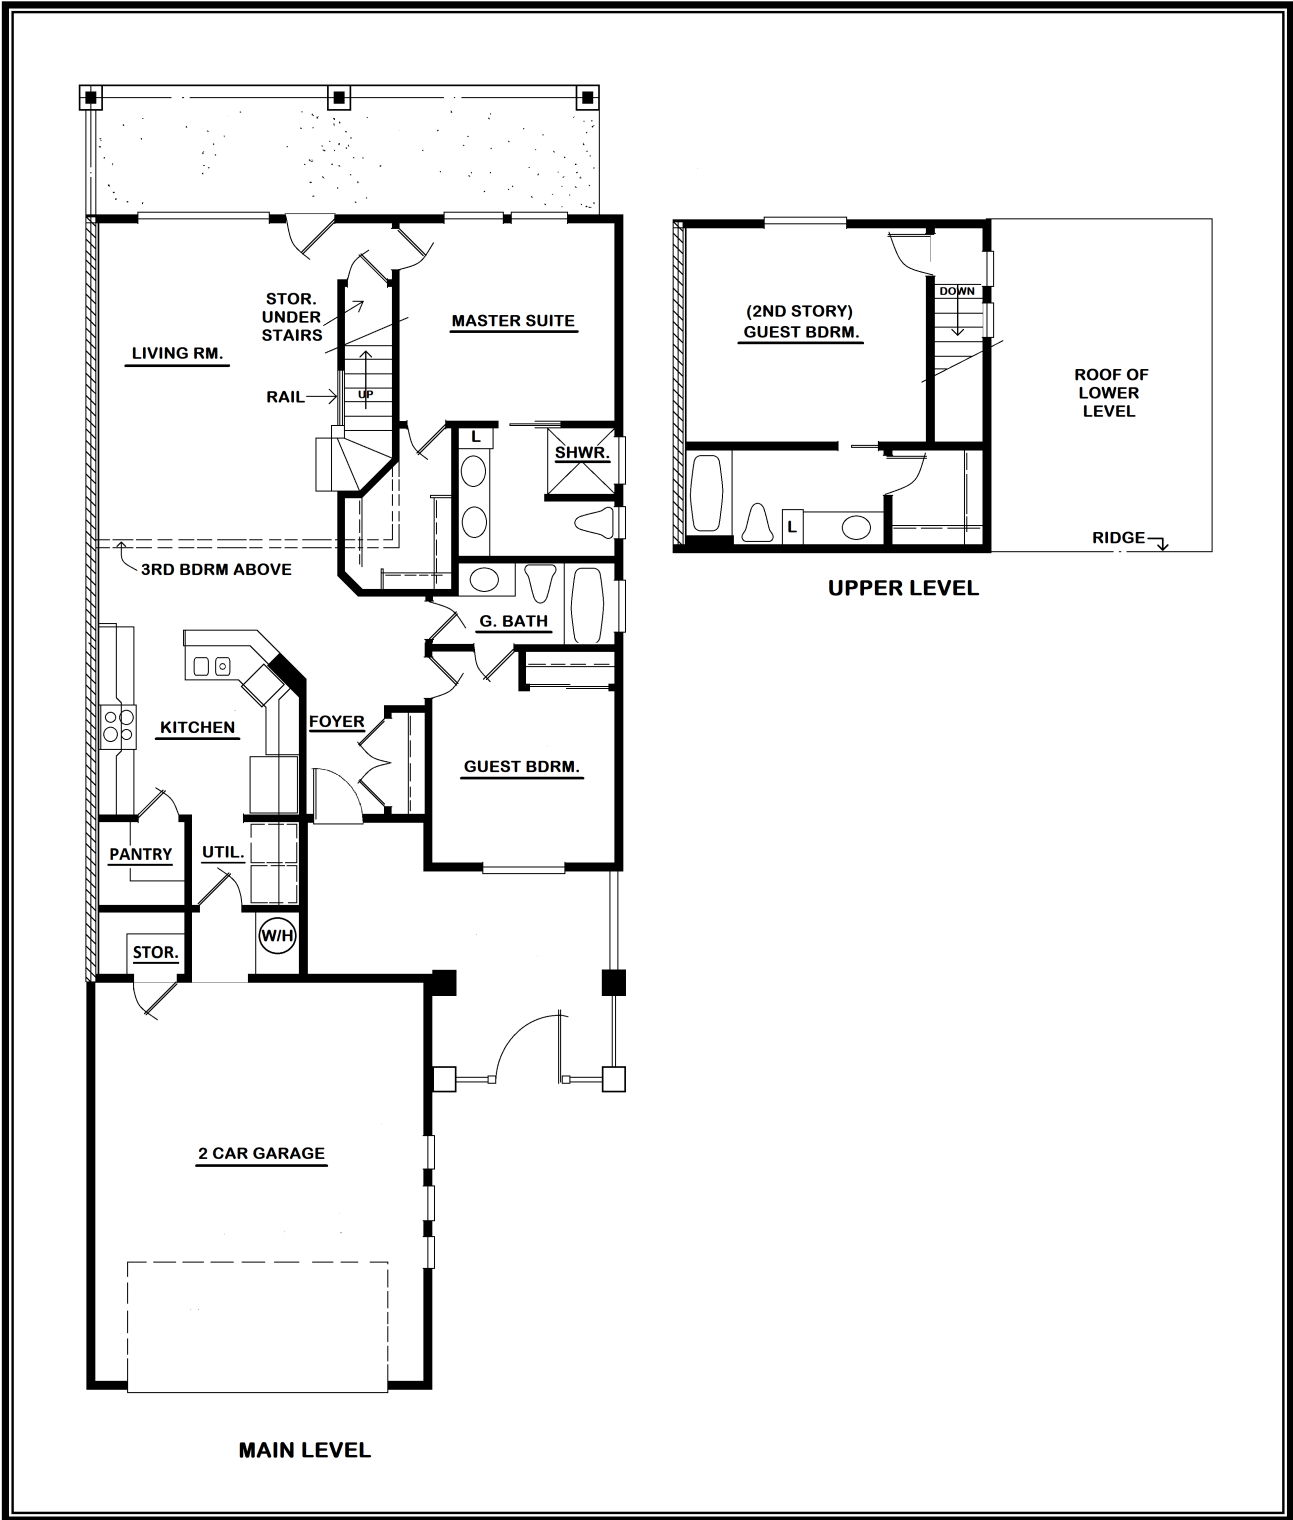 STOR.
UNDER
STAIRS
MASTER SUITE
LIVING RM.
RAIL
UP
L
SHWR.
3RD BDRM ABOVE
G. BATH
KITCHEN
FOYER
GUEST BDRM.
PANTRY
UTIL.
W/H
STOR.
2 CAR GARAGE
MAIN LEVEL
DOWN
(2ND STORY)
GUEST BDRM.
ROOF OF
LOWER
LEVEL
L
RIDGE
UPPER LEVEL